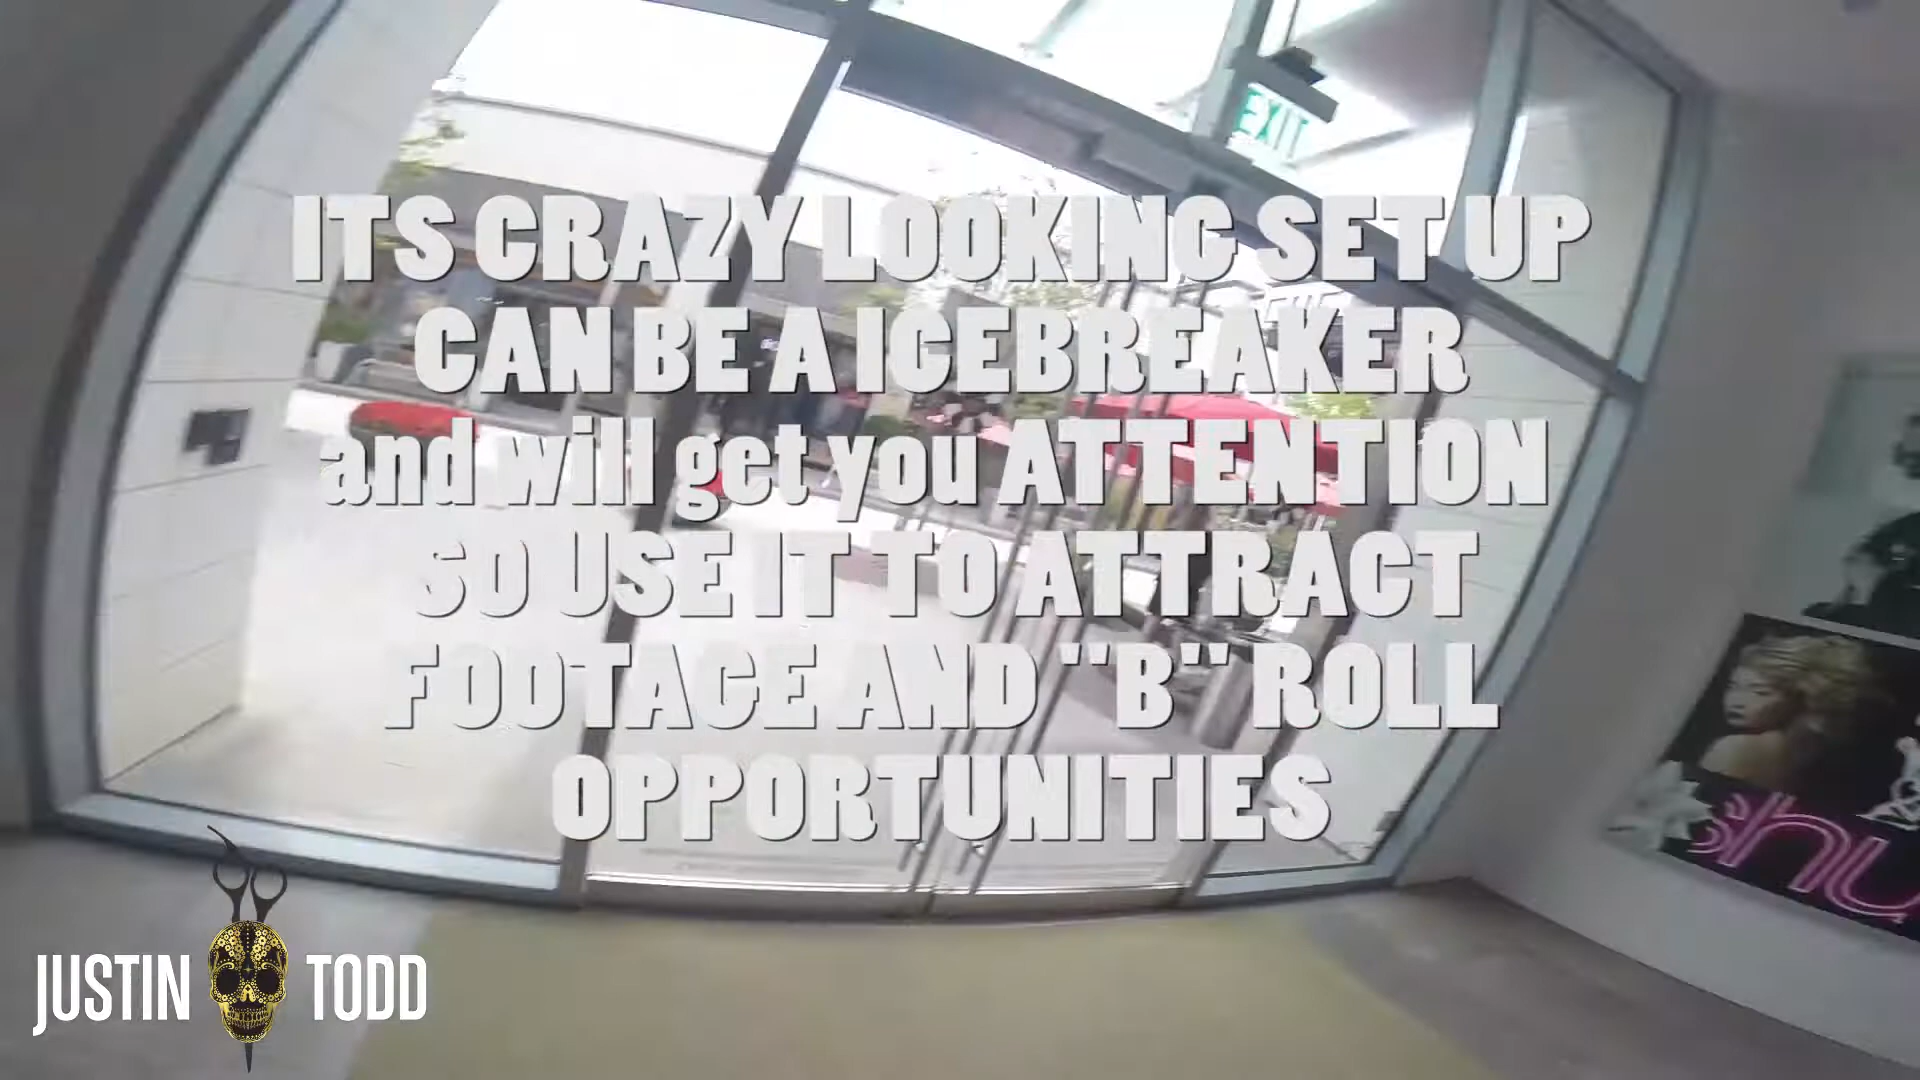 EXIT
ITS CRAZY LOOKING SET UP
CAN BE A ICEBREAKER
and will get you ATTENTION
SO USE IT TO ATTRACT
FOOTAGE AND "B" ROLL
OPPORTUNITIES
shu
JUSTIN TODD